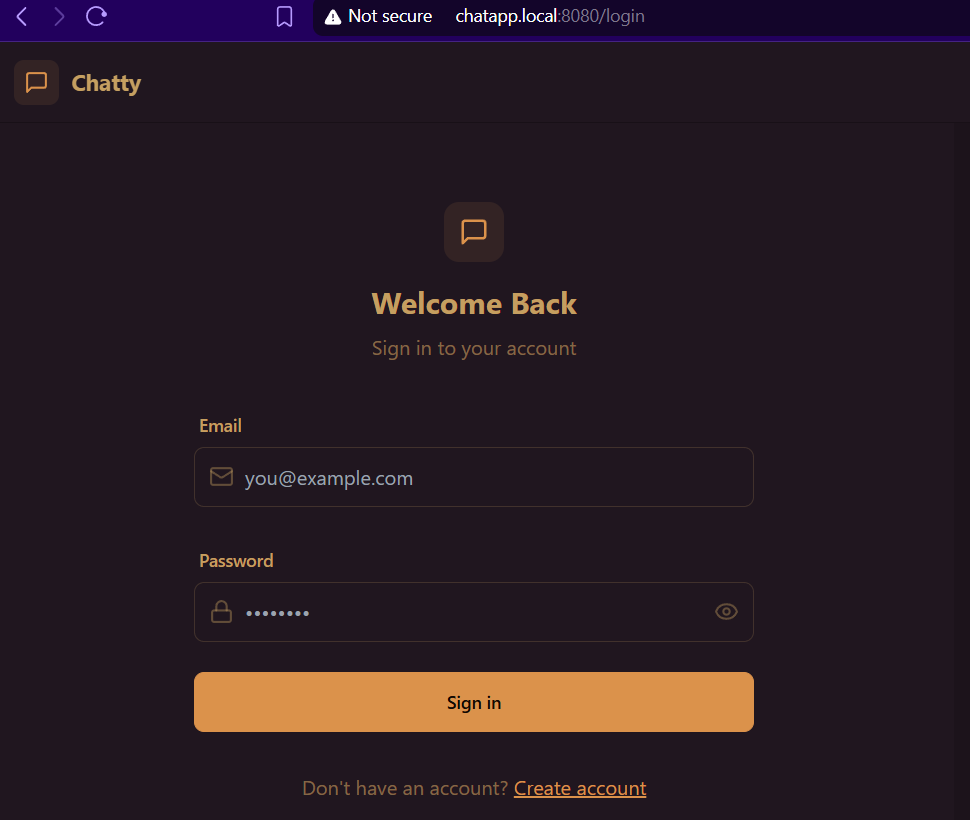 Not secure chatapp.local:8080/login
Chatty
Welcome Back
Sign in to your account
Email
you@example.com
Password
••••••••
Sign in
Don't have an account? Create account